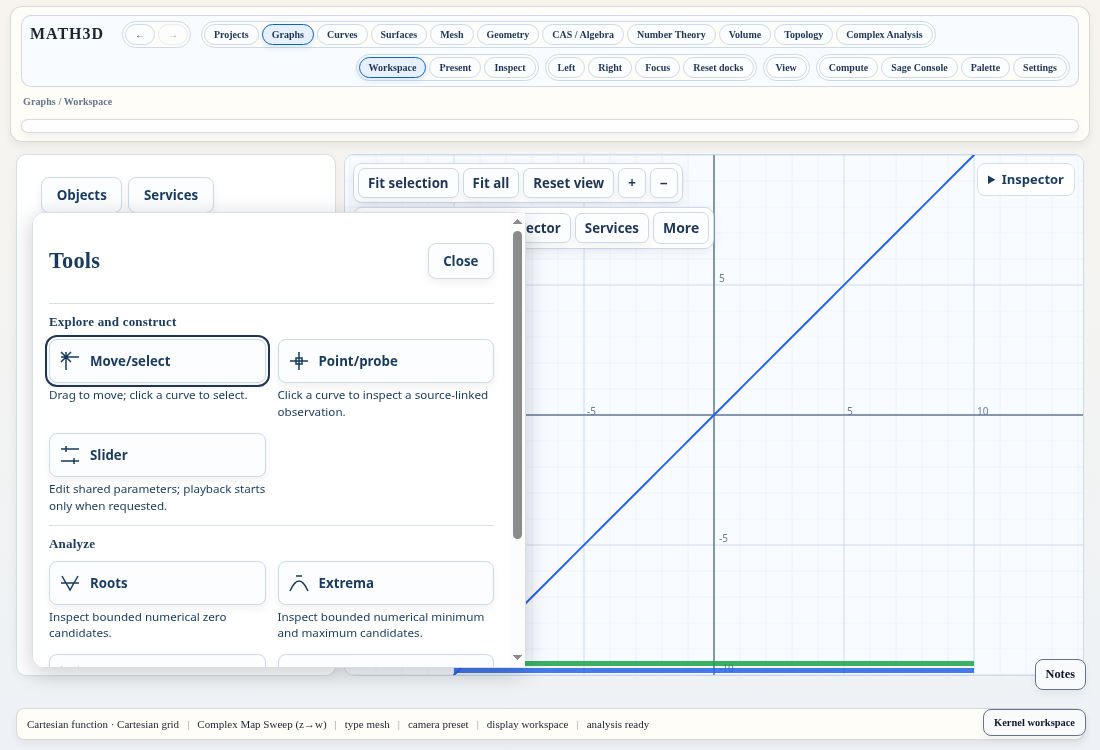 MATH3D ← → Projects Graphs Curves Surfaces Mesh Geometry CAS / Algebra Number Theory Volume Topology Complex Analysis
Workspace Present Inspect Left Right Focus Reset docks View Compute Sage Console Palette Settings
Graphs / Workspace
Objects Services
Fit selection Fit all Reset view + −
Inspector
ector Services More
Tools Close
Explore and construct
Move/select
Drag to move; click a curve to select.
Point/probe
Click a curve to inspect a source-linked
observation.
Slider
Edit shared parameters; playback starts
only when requested.
Analyze
Roots
Inspect bounded numerical zero
candidates.
Extrema
Inspect bounded numerical minimum
and maximum candidates.
5
-5 5 10
-5
Notes
Cartesian function · Cartesian grid | Complex Map Sweep (z→w) | type mesh | camera preset | display workspace | analysis ready
Kernel workspace